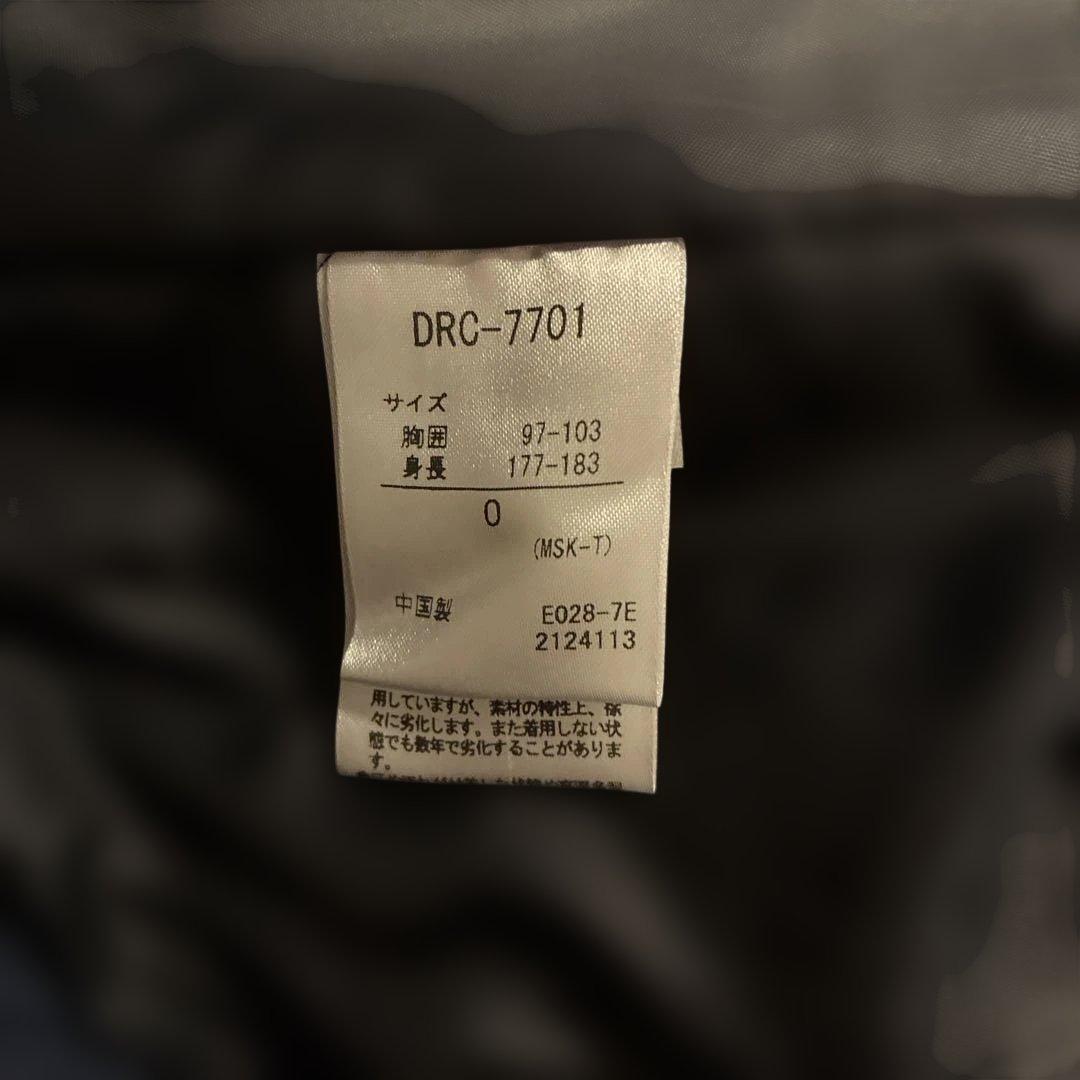 DRC-7701
サイズ
胸囲 97-103
身長 177-183
0
(MSK-T)
中国製 E028-7E
2124113
用していますが、素材の特性上、徐
々に劣化します。また着用しない状
態でも数年で劣化することがありま
す。